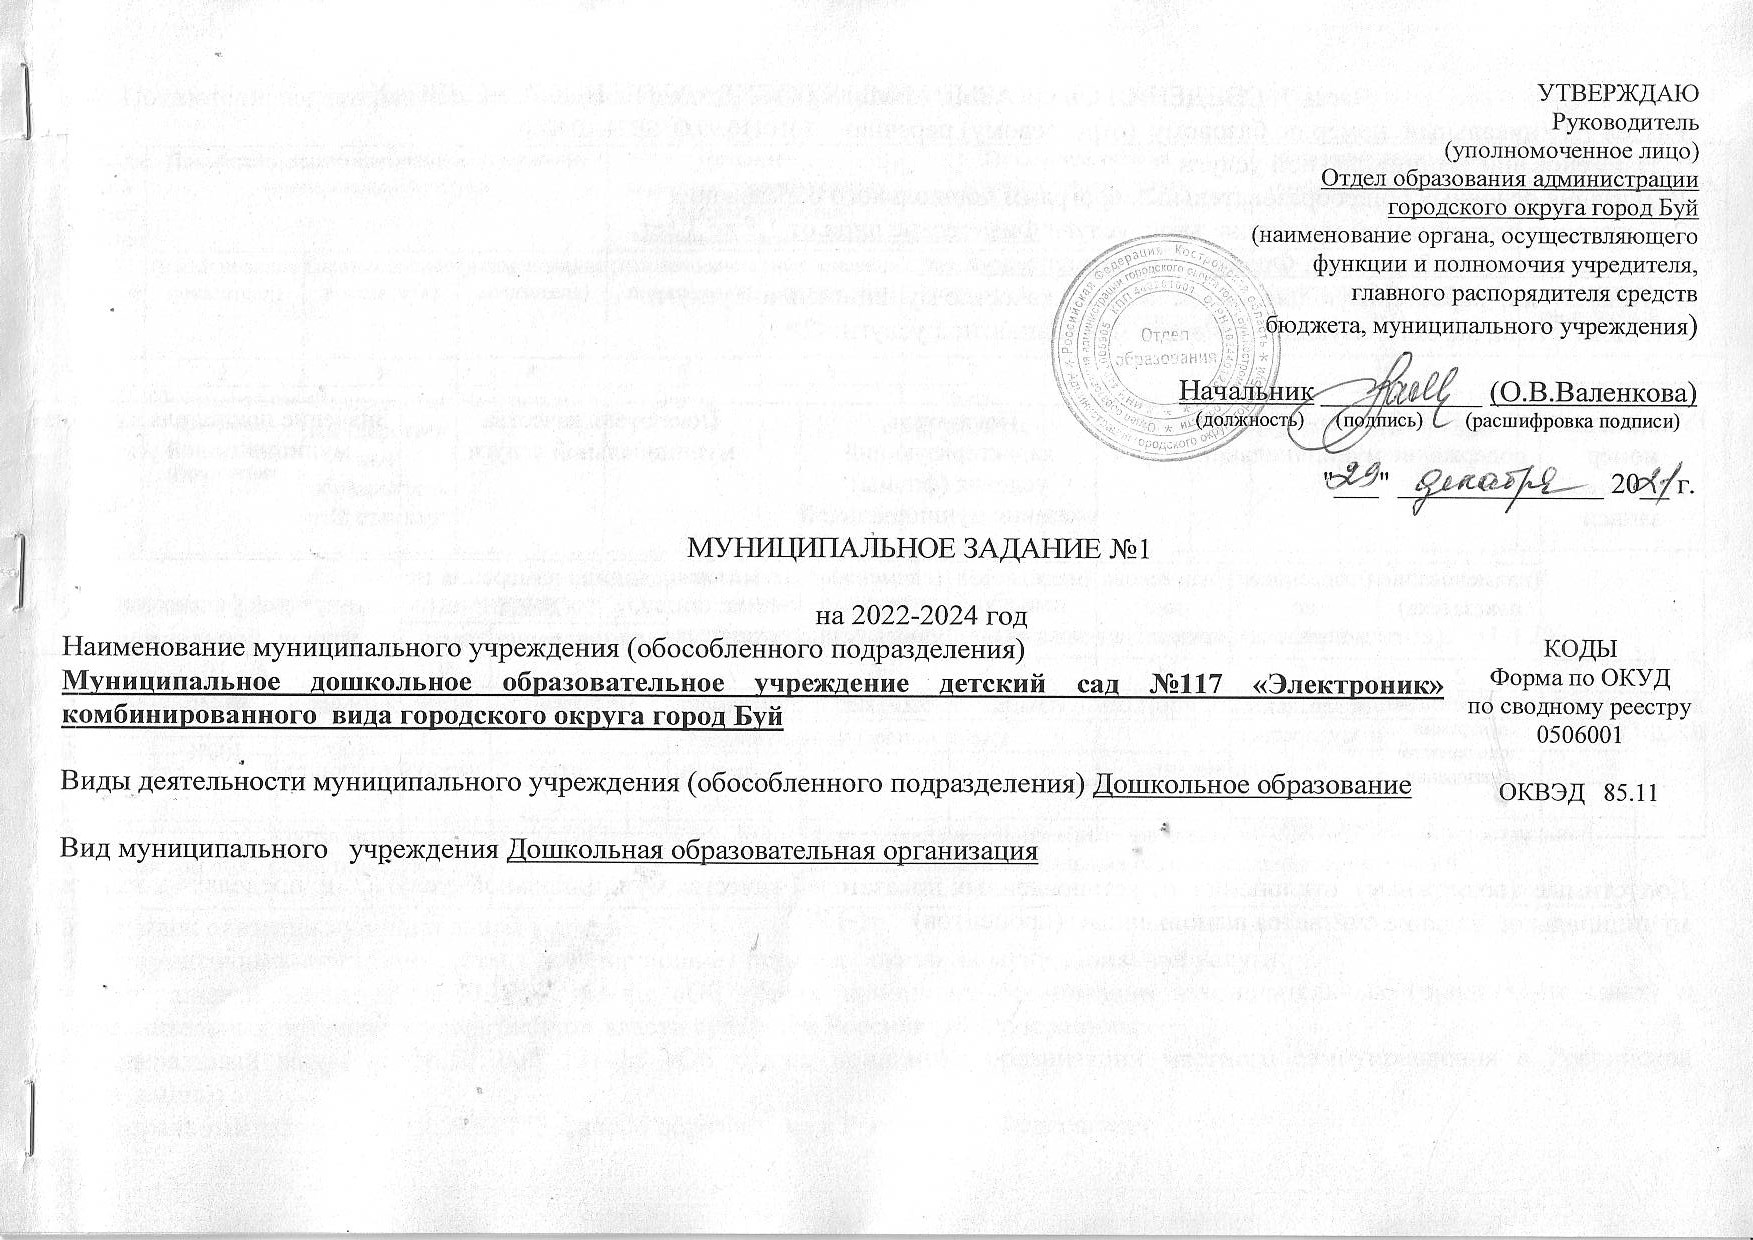 УТВЕРЖДАЮ
Руководитель
(уполномоченное лицо)
Отдел образования администрации
городского округа город Буй
(наименование органа, осуществляющего
функции и полномочия учредителя,
главного распорядителя средств
бюджета, муниципального учреждения)
Отдел
образования
Начальник ____________ (О.В.Валенкова)
(должность) (подпись) (расшифровка подписи)
"29" декабря 2021 г.
МУНИЦИПАЛЬНОЕ ЗАДАНИЕ №1
на 2022-2024 год
Наименование муниципального учреждения (обособленного подразделения)
Муниципальное дошкольное образовательное учреждение детский сад №117 «Электроник»
комбинированного вида городского округа город Буй
КОДЫ
Форма по ОКУД
по сводному реестру
0506001
Виды деятельности муниципального учреждения (обособленного подразделения) Дошкольное образование
ОКВЭД 85.11
Вид муниципального учреждения Дошкольная образовательная организация